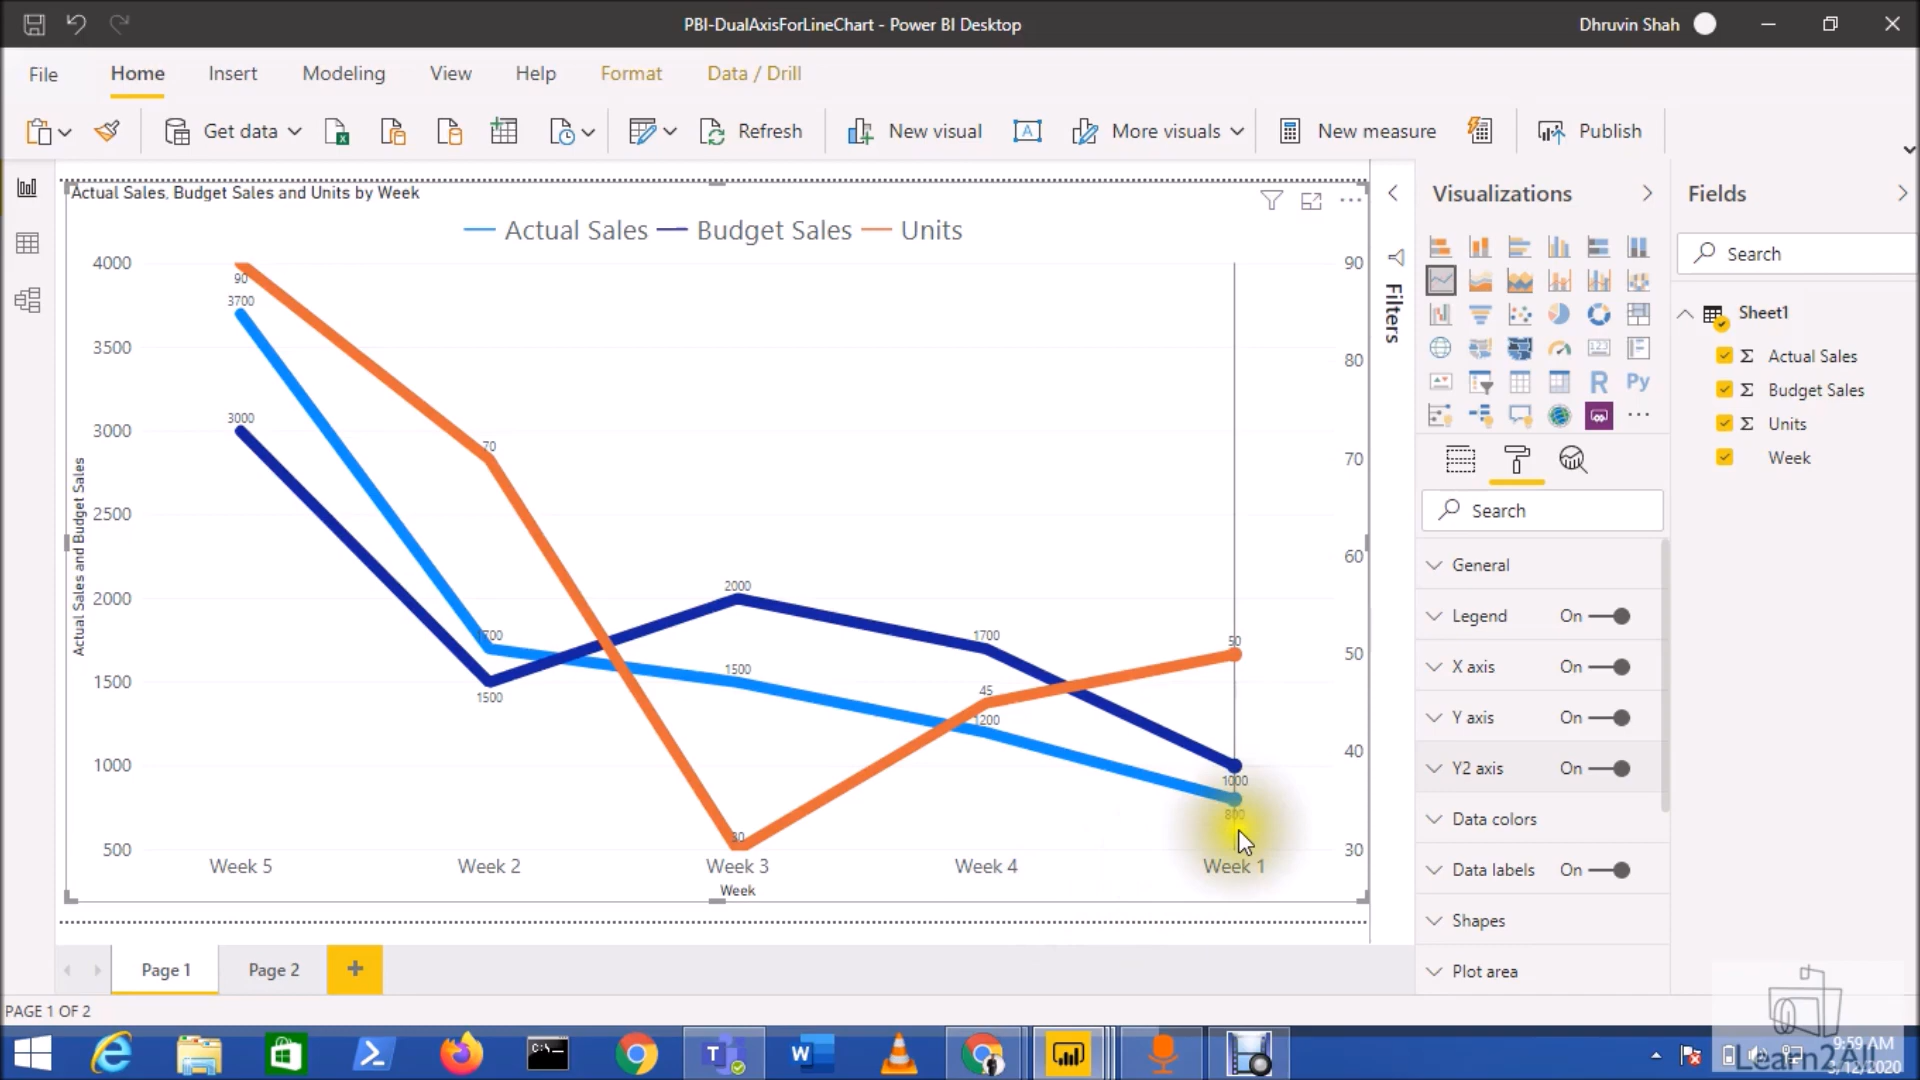 PBI-DualAxisForLineChart - Power BI Desktop
Dhruvin Shah
File Home Insert Modeling View Help Format Data / Drill
Get data Refresh New visual More visuals New measure Publish
Actual Sales, Budget Sales and Units by Week
Actual Sales Budget Sales Units
4000
3500
3000
2500
2000
1500
1000
500
Actual Sales and Budget Sales
90
80
70
60
50
40
30
90
3700
3000
70
1700
1500
2000
1500
30
1700
45
1200
50
1000
800
Week 5 Week 2 Week 3 Week 4 Week 1
Week
Filters
Visualizations
123
R Py
Search
General
Legend On
X axis On
Y axis On
Y2 axis On
Data colors
Data labels On
Shapes
Plot area
Fields
Search
Sheet1
Actual Sales
Budget Sales
Units
Week
Page 1 Page 2 +
PAGE 1 OF 2
Learn2All
9:59 AM